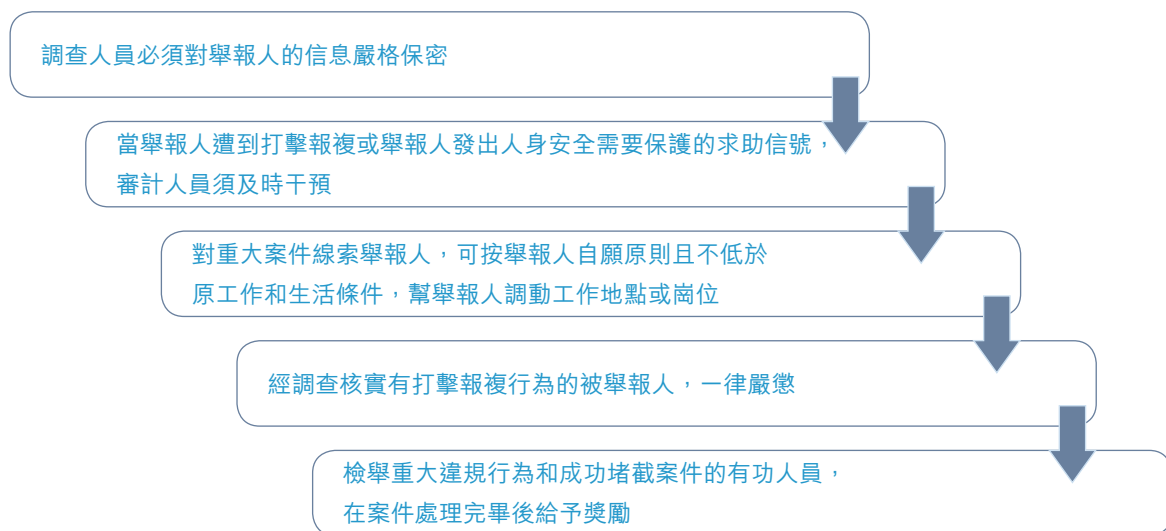 調查人員必須對舉報人的信息嚴格保密
當舉報人遭到打擊報複或舉報人發出人身安全需要保護的求助信號，
審計人員須及時干預
對重大案件線索舉報人，可按舉報人自願原則且不低於
原工作和生活條件，幫舉報人調動工作地點或崗位
經調查核實有打擊報複行為的被舉報人，一律嚴懲
檢舉重大違規行為和成功堵截案件的有功人員，
在案件處理完畢後給予獎勵